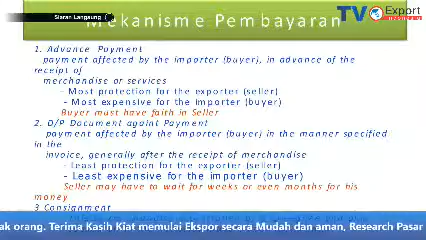 Siaran Langsung
Mekanisme Pembayaran
TV Export
1. Advance Payment
payment affected by the importer (buyer), in advance of the
receipt of
merchandise or services
- Most protection for the exporter (seller)
- Most expensive for the importer (buyer)
Buyer must have faith in Seller
2. D/P Document againt Payment
payment affected by the importer (buyer) in the manner specified
in the
invoice, generally after the receipt of merchandise
- Least protection for the exporter (seller)
- Least expensive for the importer (buyer)
Seller may have to wait for weeks or even months for his
money
3 Consignment
ak orang. Terima Kasih Kiat memulai Ekspor secara Mudah dan aman, Research Pasar